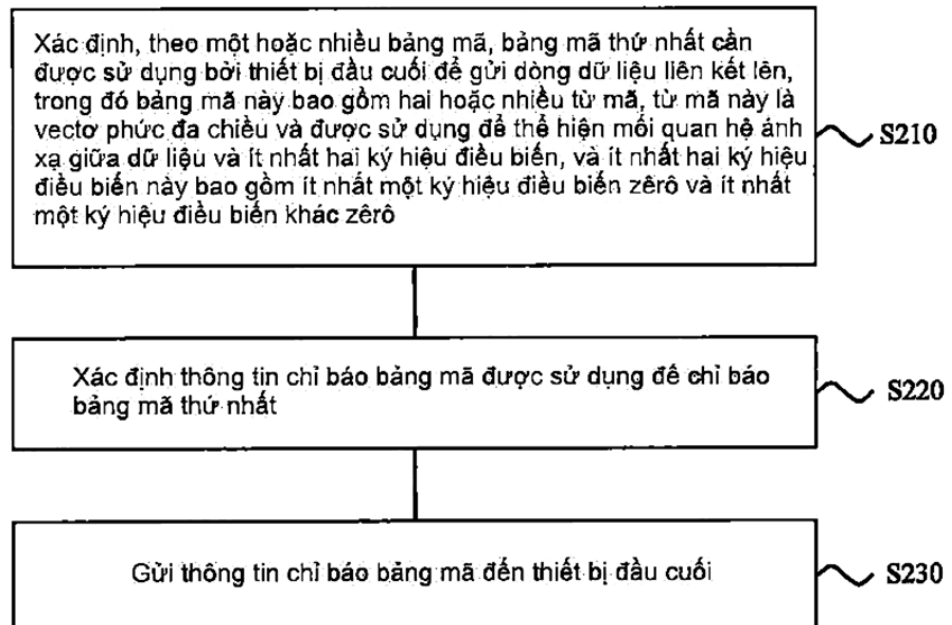 Xác định, theo một hoặc nhiều bảng mã, bảng mã thứ nhất cần
được sử dụng bởi thiết bị đầu cuối để gửi dòng dữ liệu liên kết lên,
trong đó bảng mã này bao gồm hai hoặc nhiều từ mã, từ mã này là
vectơ phức đa chiều và được sử dụng để thể hiện mối quan hệ ánh
xạ giữa dữ liệu và ít nhất hai ký hiệu điều biến, và ít nhất hai ký hiệu
điều biến này bao gồm ít nhất một ký hiệu điều biến zêrô và ít nhất
một ký hiệu điều biến khác zêrô
S210
Xác định thông tin chỉ báo bảng mã được sử dụng để chỉ báo
bảng mã thứ nhất
S220
Gửi thông tin chỉ báo bảng mã đến thiết bị đầu cuối
S230